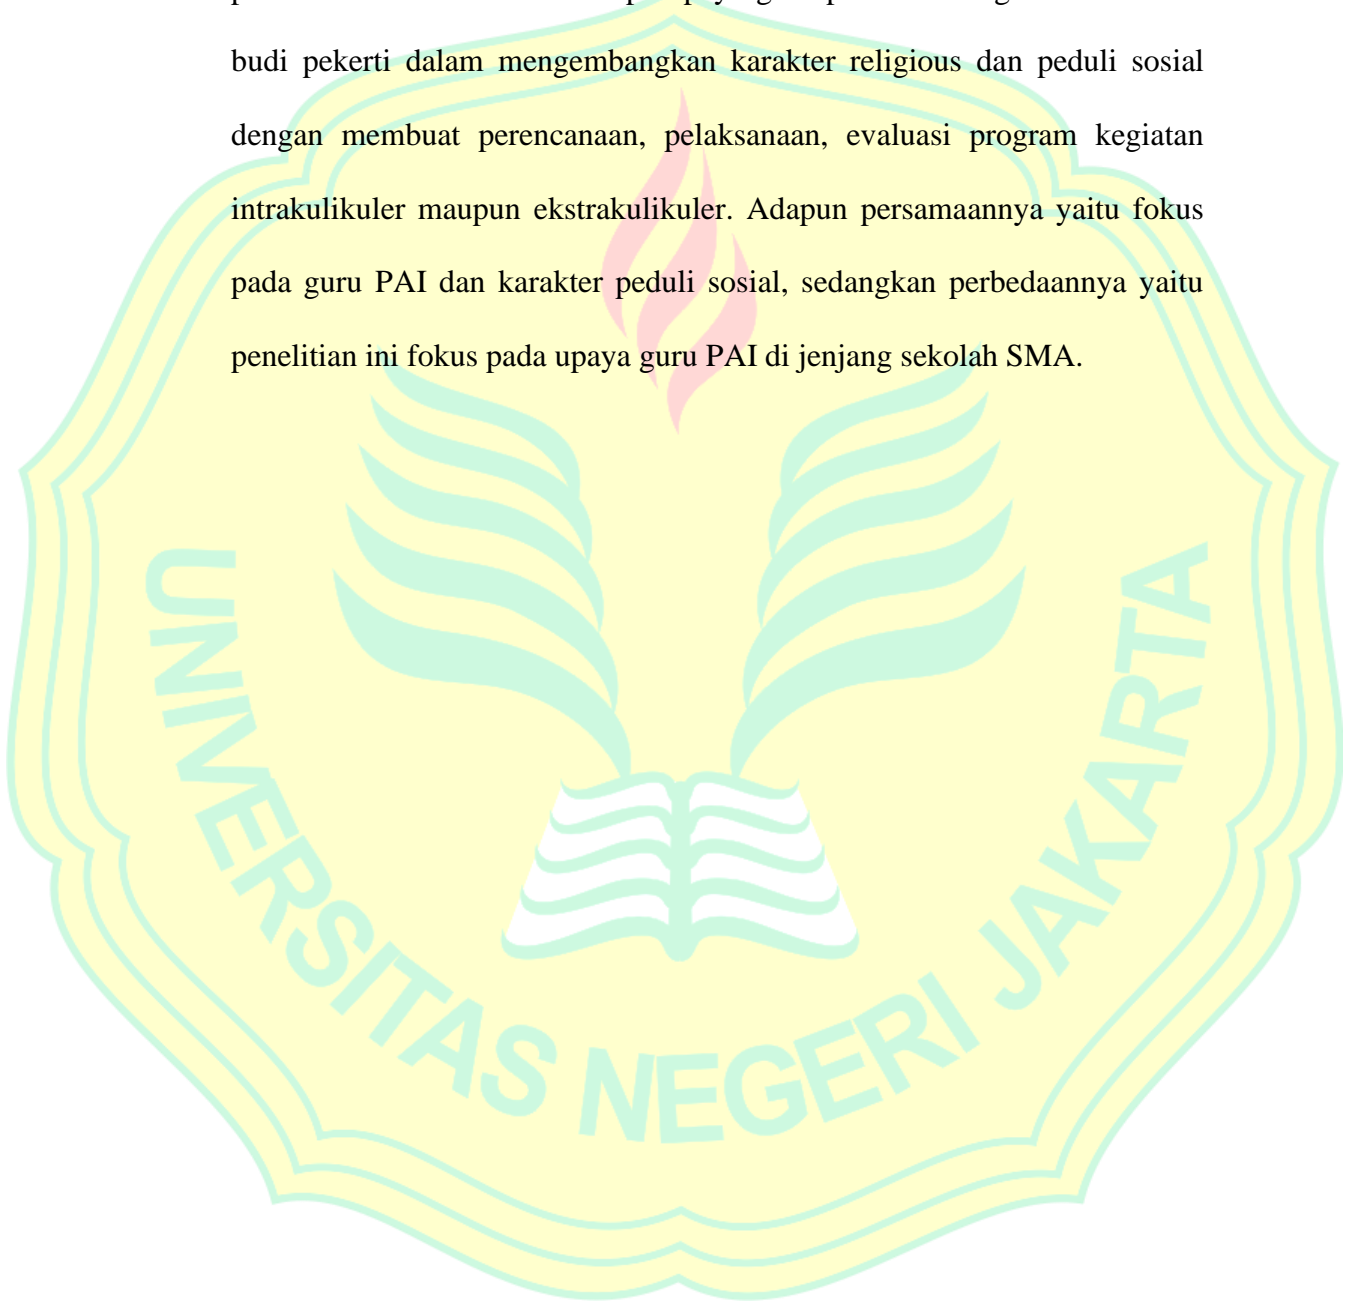 budi pekerti dalam mengembangkan karakter religious dan peduli sosial
dengan membuat perencanaan, pelaksanaan, evaluasi program kegiatan
intrakulikuler maupun ekstrakulikuler. Adapun persamaannya yaitu fokus
pada guru PAI dan karakter peduli sosial, sedangkan perbedaannya yaitu
penelitian ini fokus pada upaya guru PAI di jenjang sekolah SMA.
UNIVERSITAS NEGERI JAKARTA